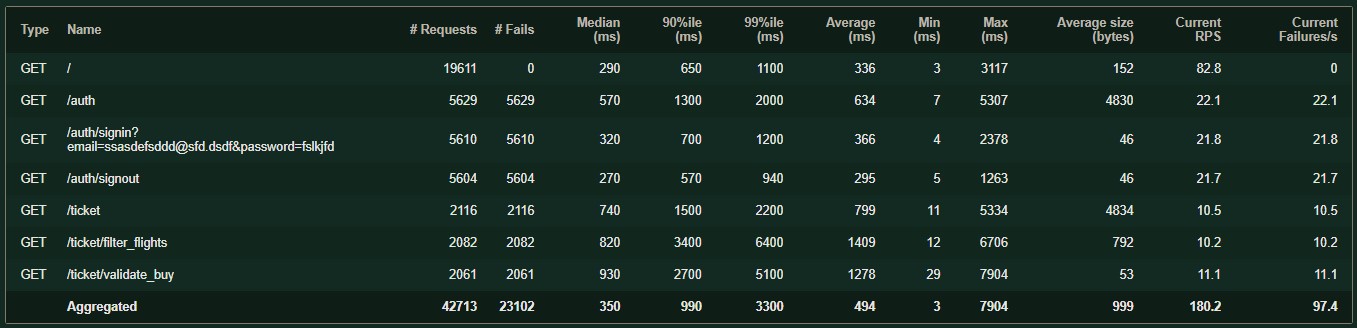 Type Name # Requests # Fails Median (ms) 90%ile (ms) 99%ile (ms) Average (ms) Min (ms) Max (ms) Average size (bytes) Current RPS Current Failures/s
GET / 19611 0 290 650 1100 336 3 3117 152 82.8 0
GET /auth 5629 5629 570 1300 2000 634 7 5307 4830 22.1 22.1
GET /auth/signin?
email=ssasdefsddd@sfd.dsdf&password=fslkjfd 5610 5610 320 700 1200 366 4 2378 46 21.8 21.8
GET /auth/signout 5604 5604 270 570 940 295 5 1263 46 21.7 21.7
GET /ticket 2116 2116 740 1500 2200 799 11 5334 4834 10.5 10.5
GET /ticket/filter_flights 2082 2082 820 3400 6400 1409 12 6706 792 10.2 10.2
GET /ticket/validate_buy 2061 2061 930 2700 5100 1278 29 7904 53 11.1 11.1
Aggregated 42713 23102 350 990 3300 494 3 7904 999 180.2 97.4